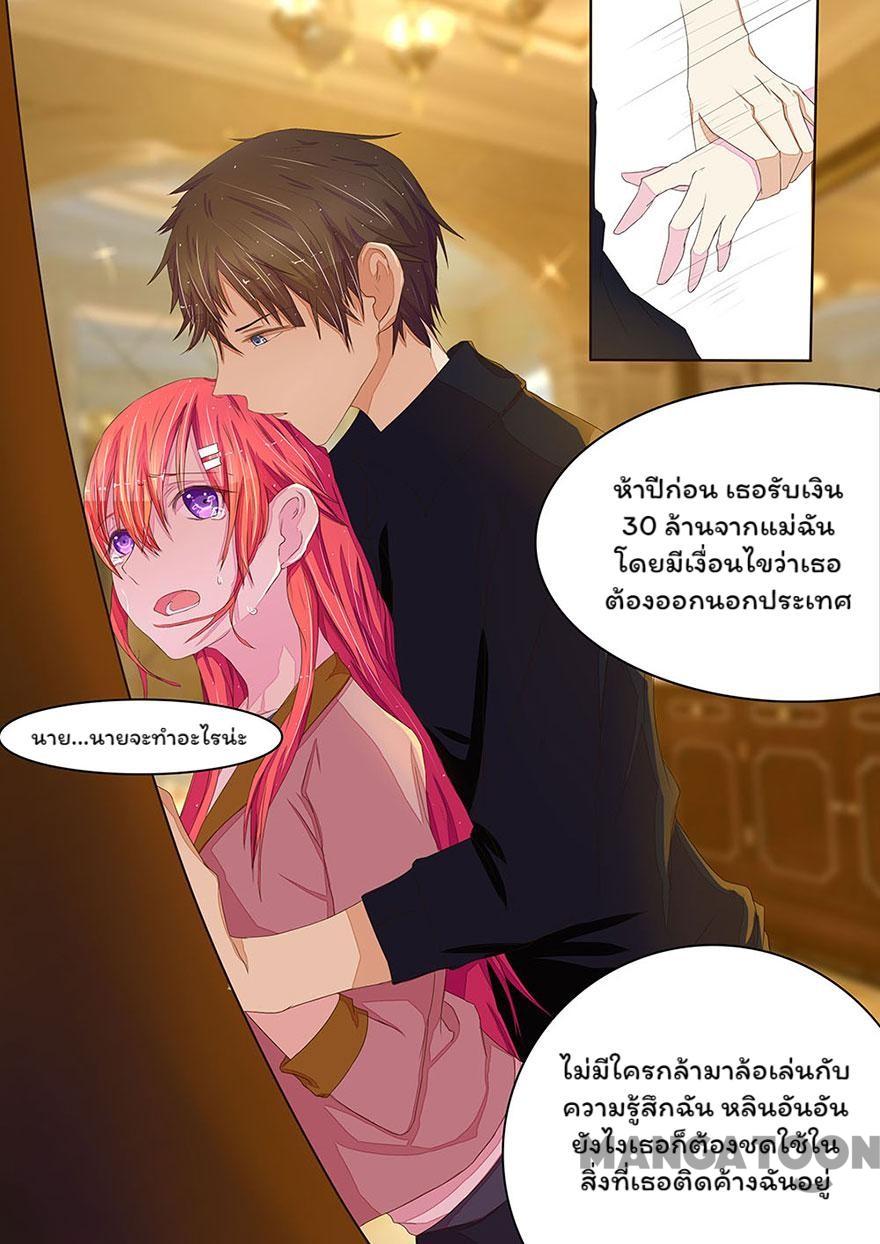 ห้าปีก่อน เธอรับเงิน
30 ล้านจากแม่ฉัน
โดยมีเงื่อนไขว่าเธอ
ต้องออกนอกประเทศ
นาย...นายจะทำอะไรน่ะ
ไม่มีใครกล้ามาล้อเล่นกับ
ความรู้สึกฉัน หลินอันอัน
ยังไงเธอก็ต้องชดใช้ใน
สิ่งที่เธอติดค้างฉันอยู่
MANGATOON